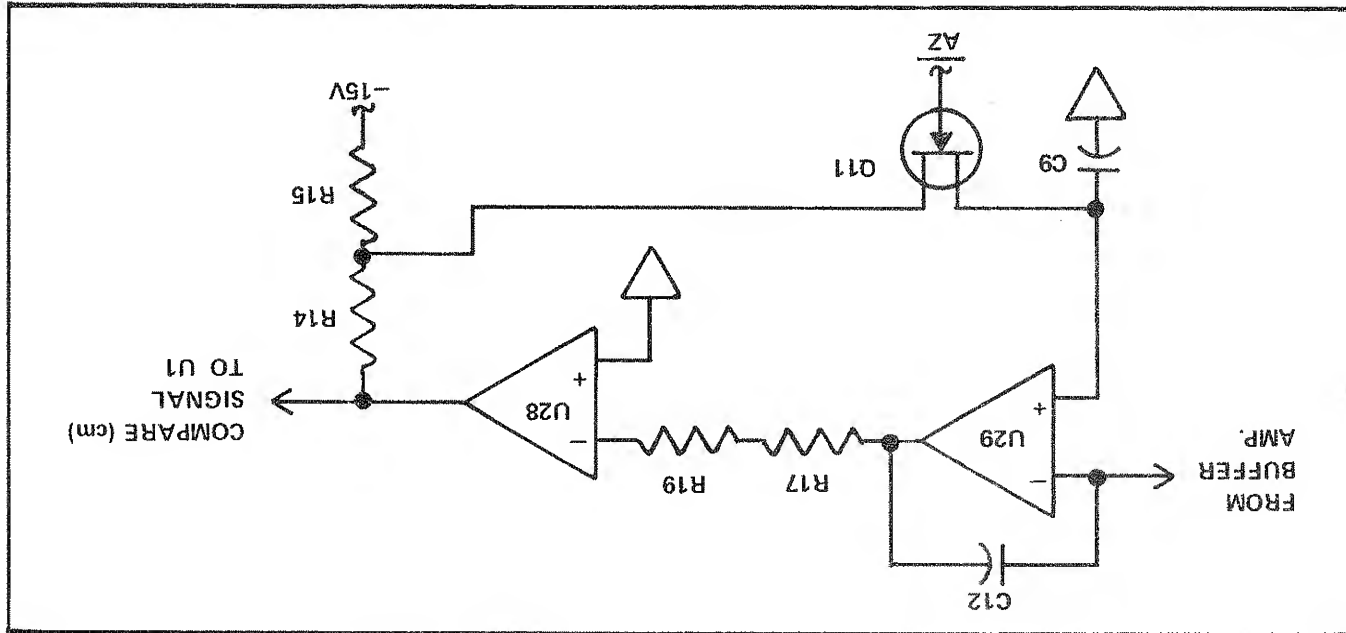 C12
FROM
BUFFER
AMP.
−
U29
+
R17
R19
−
U28
+
COMPARE (cm)
SIGNAL
TO U1
R14
R15
−15V
C9
Q11
AZ